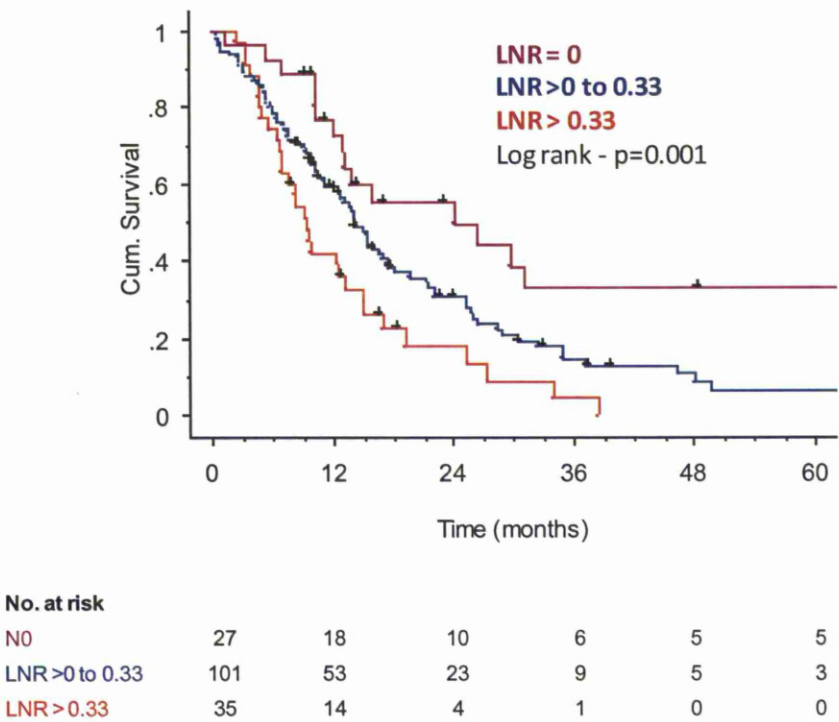 1
.8
.6
.4
.2
0
Cum. Survival
LNR = 0
LNR >0 to 0.33
LNR > 0.33
Log rank - p=0.001
0 12 24 36 48 60
Time (months)
No. at risk
N0 27 18 10 6 5 5
LNR >0 to 0.33 101 53 23 9 5 3
LNR > 0.33 35 14 4 1 0 0